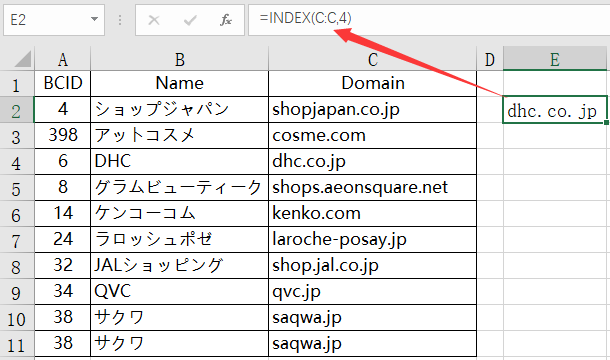 E2 =INDEX(C:C,4)
A B C D E
1 BCID Name Domain
2 4 ショップジャパン shopjapan.co.jp dhc.co.jp
3 398 アットコスメ cosme.com
4 6 DHC dhc.co.jp
5 8 グラムビューティーク shops.aeonsquare.net
6 14 ケンコーコム kenko.com
7 24 ラロッシュポゼ laroche-posay.jp
8 32 JALショッピング shop.jal.co.jp
9 34 QVC qvc.jp
10 38 サクワ saqwa.jp
11 38 サクワ saqwa.jp